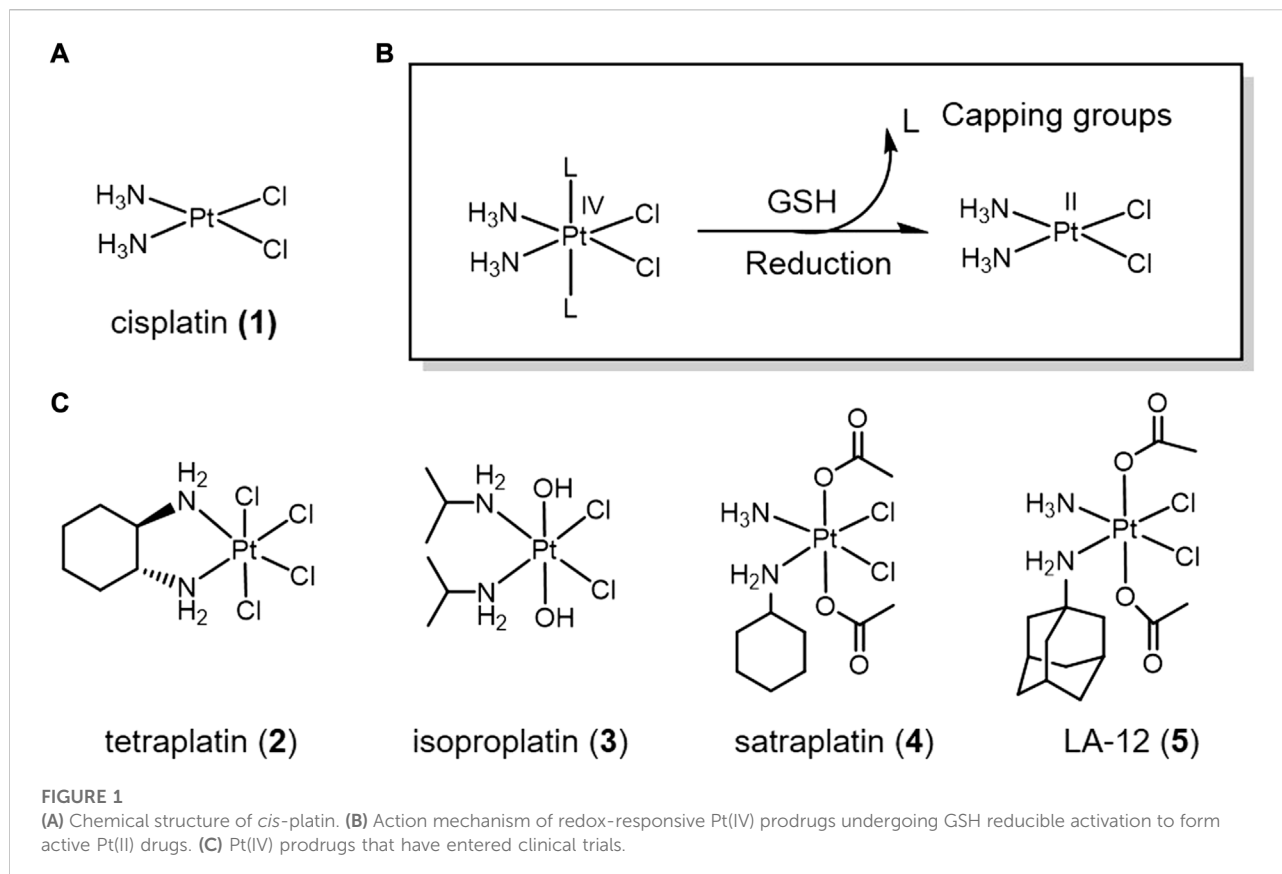 A
H3N
Cl
Pt
H3N
Cl
cisplatin (1)
B
L
IV
H3N
Cl
Pt
H3N
Cl
L
GSH
Reduction
L Capping groups
II
H3N
Cl
Pt
H3N
Cl
C
H2
N
Cl
Cl
Pt
Cl
N
H2
Cl
tetraplatin (2)
H2
N
OH
Cl
Pt
Cl
N
H2
OH
isoproplatin (3)
O
O
H3N
Cl
Pt
H2N
Cl
O
O
satraplatin (4)
O
O
H3N
Cl
Pt
H2N
Cl
O
O
LA-12 (5)
FIGURE 1
(A) Chemical structure of cis-platin. (B) Action mechanism of redox-responsive Pt(IV) prodrugs undergoing GSH reducible activation to form
active Pt(II) drugs. (C) Pt(IV) prodrugs that have entered clinical trials.